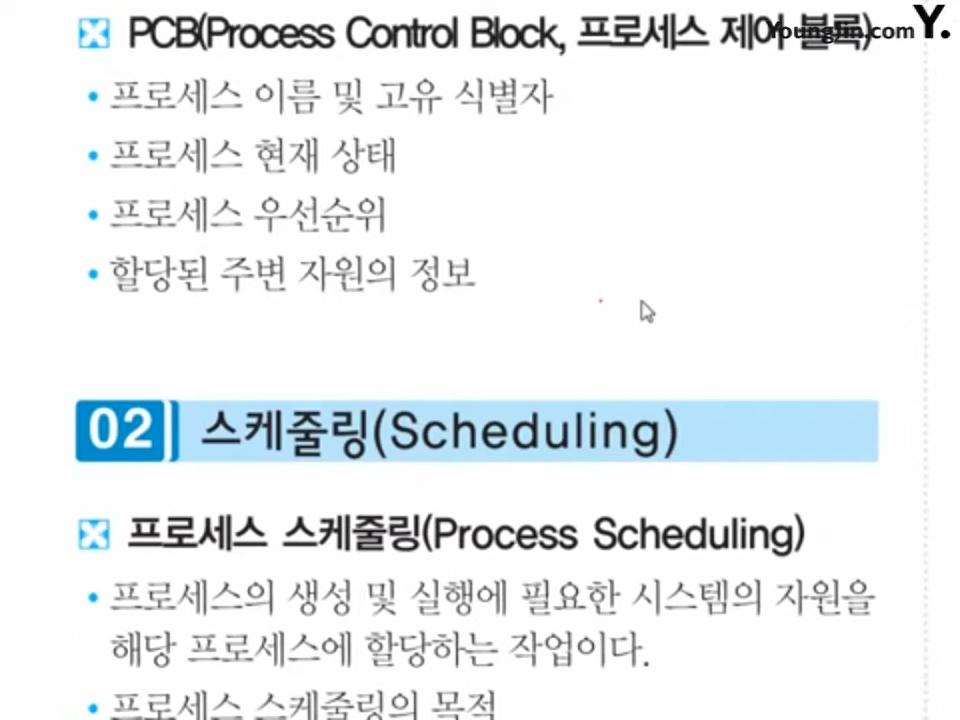 PCB(Process Control Block, 프로세스 제어 블록)
Youngjin.com Y.
• 프로세스 이름 및 고유 식별자
• 프로세스 현재 상태
• 프로세스 우선순위
• 할당된 주변 자원의 정보
02 스케줄링(Scheduling)
프로세스 스케줄링(Process Scheduling)
• 프로세스의 생성 및 실행에 필요한 시스템의 자원을
해당 프로세스에 할당하는 작업이다.
• 프로세스 스케줄링의 목적